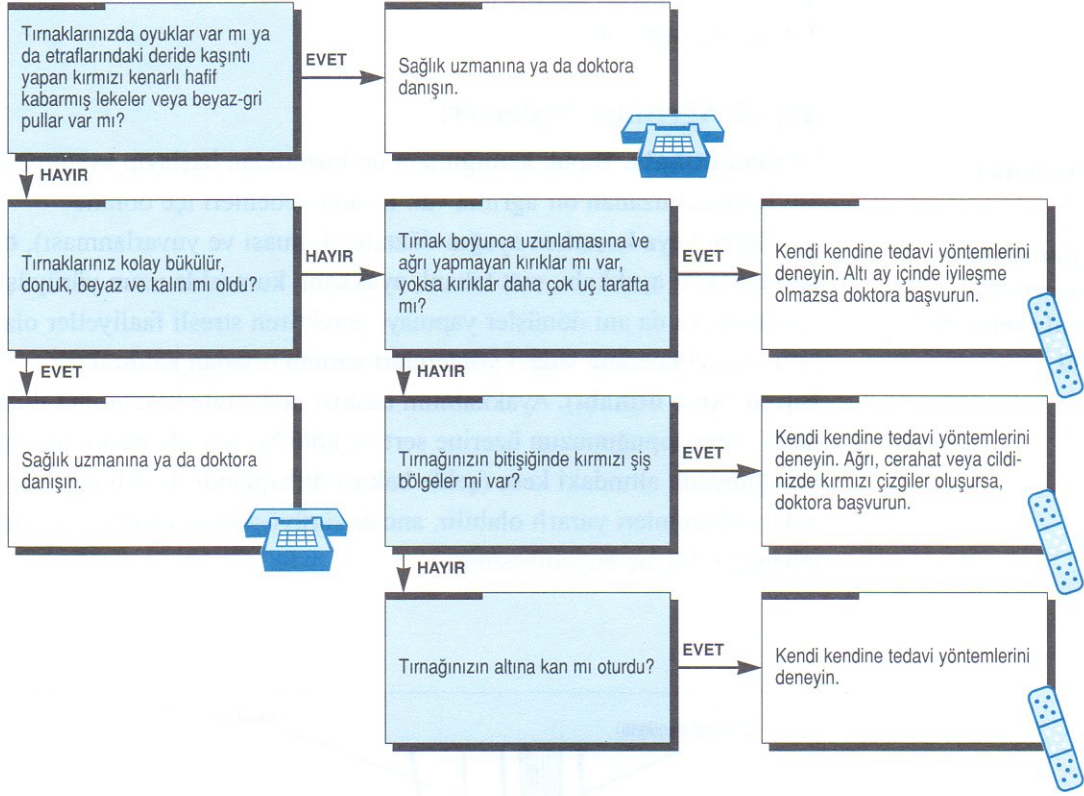 Tırnaklarınızda oyuklar var mı ya
da etraflarındaki deride kaşıntı
yapan kırmızı kenarlı hafif
kabarmış lekeler veya beyaz-gri
pullar var mı?
EVET
Sağlık uzmanına ya da doktora
danışın.
HAYIR
Tırnaklarınız kolay bükülür,
donuk, beyaz ve kalın mı oldu?
HAYIR
Tırnak boyunca uzunlamasına ve
ağrı yapmayan kırıklar mı var,
yoksa kırıklar daha çok uç tarafta
mı?
EVET
Kendi kendine tedavi yöntemlerini
deneyin. Altı ay içinde iyileşme
olmazsa doktora başvurun.
EVET
Sağlık uzmanına ya da doktora
danışın.
HAYIR
Tırnağınızın bitişiğinde kırmızı şiş
bölgeler mi var?
EVET
Kendi kendine tedavi yöntemlerini
deneyin. Ağrı, cerahat veya cildi-
nizde kırmızı çizgiler oluşursa,
doktora başvurun.
HAYIR
Tırnağınızın altına kan mı oturdu?
EVET
Kendi kendine tedavi yöntemlerini
deneyin.